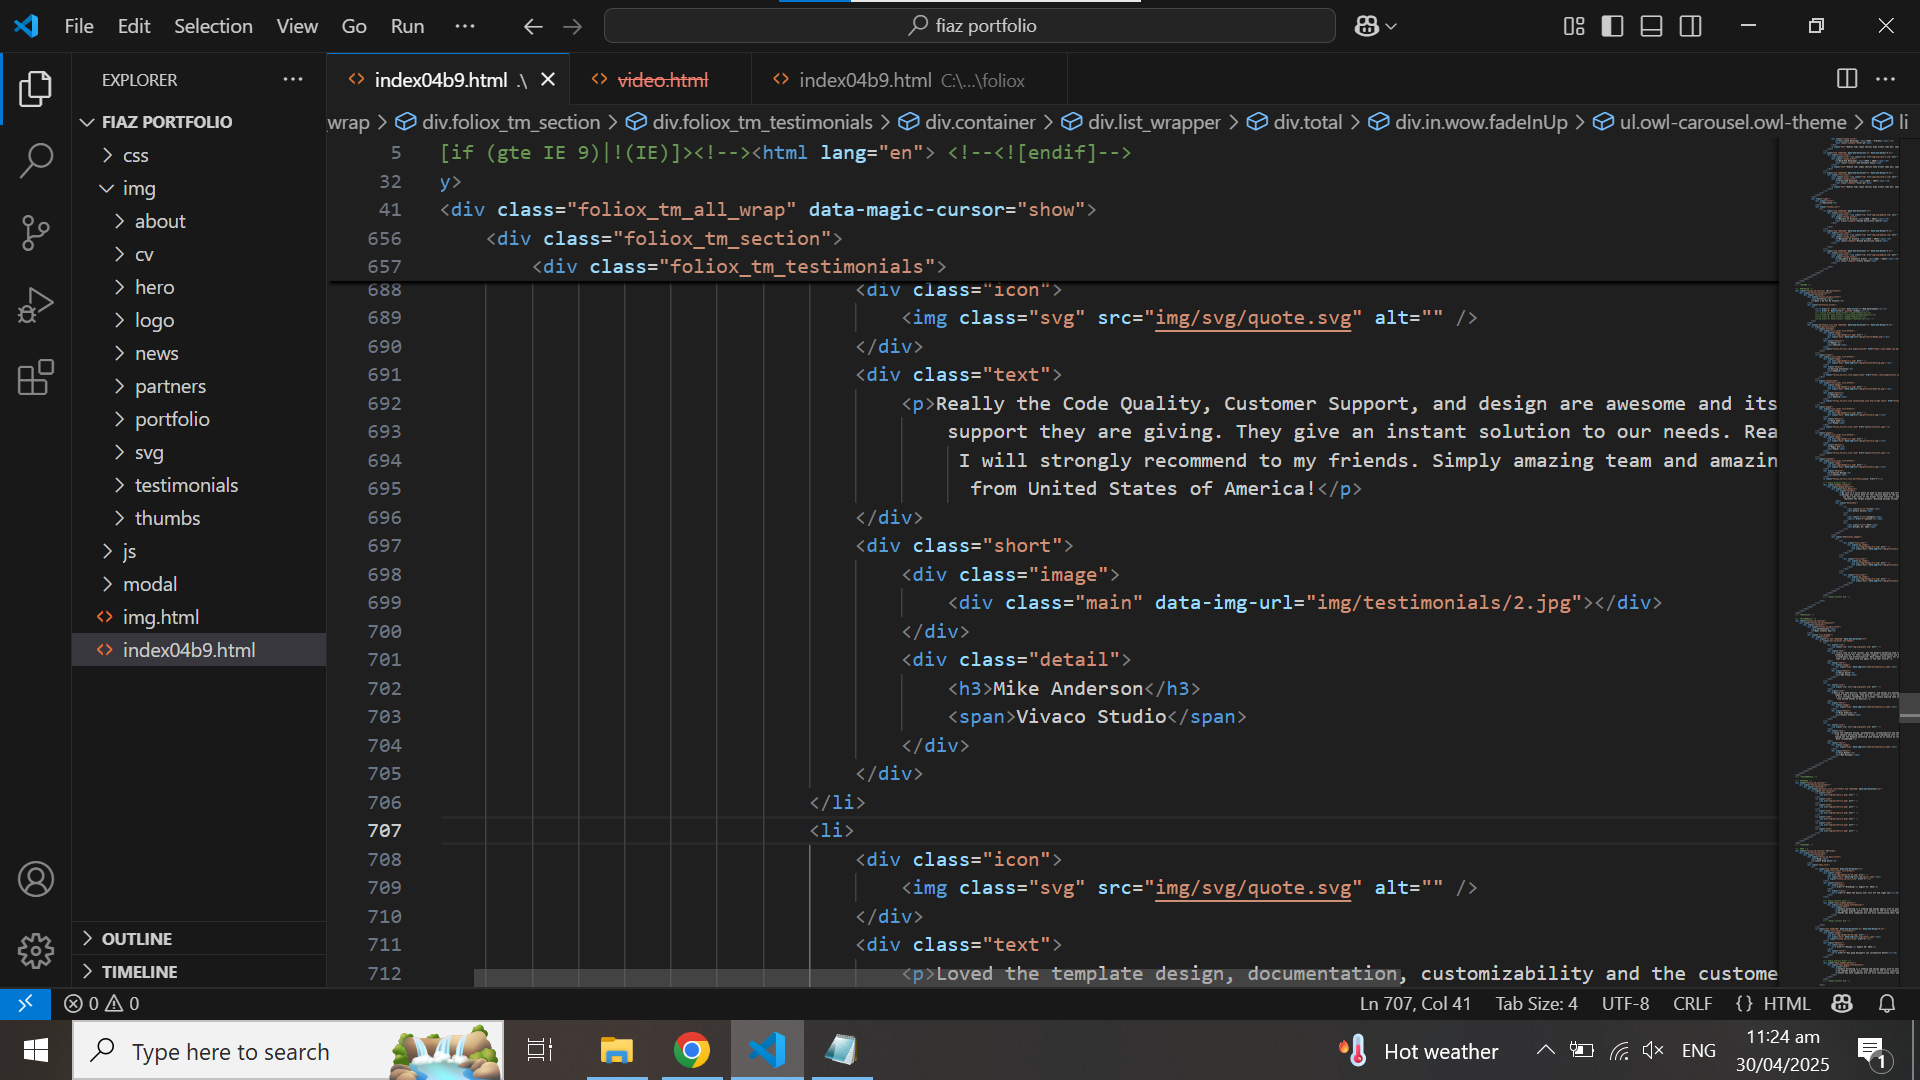 File Edit Selection View Go Run ··· fiaz portfolio
EXPLORER ···
FIAZ PORTFOLIO
css
img
about
cv
hero
logo
news
partners
portfolio
svg
testimonials
thumbs
js
modal
img.html
index04b9.html
OUTLINE
TIMELINE
index04b9.html .\ video.html index04b9.html C:\...\foliox
_wrap > div.foliox_tm_section > div.foliox_tm_testimonials > div.container > div.list_wrapper > div.total > div.in.wow.fadeInUp > ul.owl-carousel.owl-theme > li
5 [if (gte IE 9)|!(IE)]><!--><html lang="en"> <!--<![endif]-->
32 y>
41 <div class="foliox_tm_all_wrap" data-magic-cursor="show">
656 <div class="foliox_tm_section">
657 <div class="foliox_tm_testimonials">
688 <div class="icon">
689 <img class="svg" src="img/svg/quote.svg" alt="" />
690 </div>
691 <div class="text">
692 <p>Really the Code Quality, Customer Support, and design are awesome and its
693 support they are giving. They give an instant solution to our needs. Rea
694 I will strongly recommend to my friends. Simply amazing team and amazin
695 from United States of America!</p>
696 </div>
697 <div class="short">
698 <div class="image">
699 <div class="main" data-img-url="img/testimonials/2.jpg"></div>
700 </div>
701 <div class="detail">
702 <h3>Mike Anderson</h3>
703 <span>Vivaco Studio</span>
704 </div>
705 </div>
706 </li>
707 <li>
708 <div class="icon">
709 <img class="svg" src="img/svg/quote.svg" alt="" />
710 </div>
711 <div class="text">
712 <p>Loved the template design, documentation, customizability and the custome
0 0 Ln 707, Col 41 Tab Size: 4 UTF-8 CRLF {} HTML
Type here to search Hot weather ENG 11:24 am
30/04/2025 1